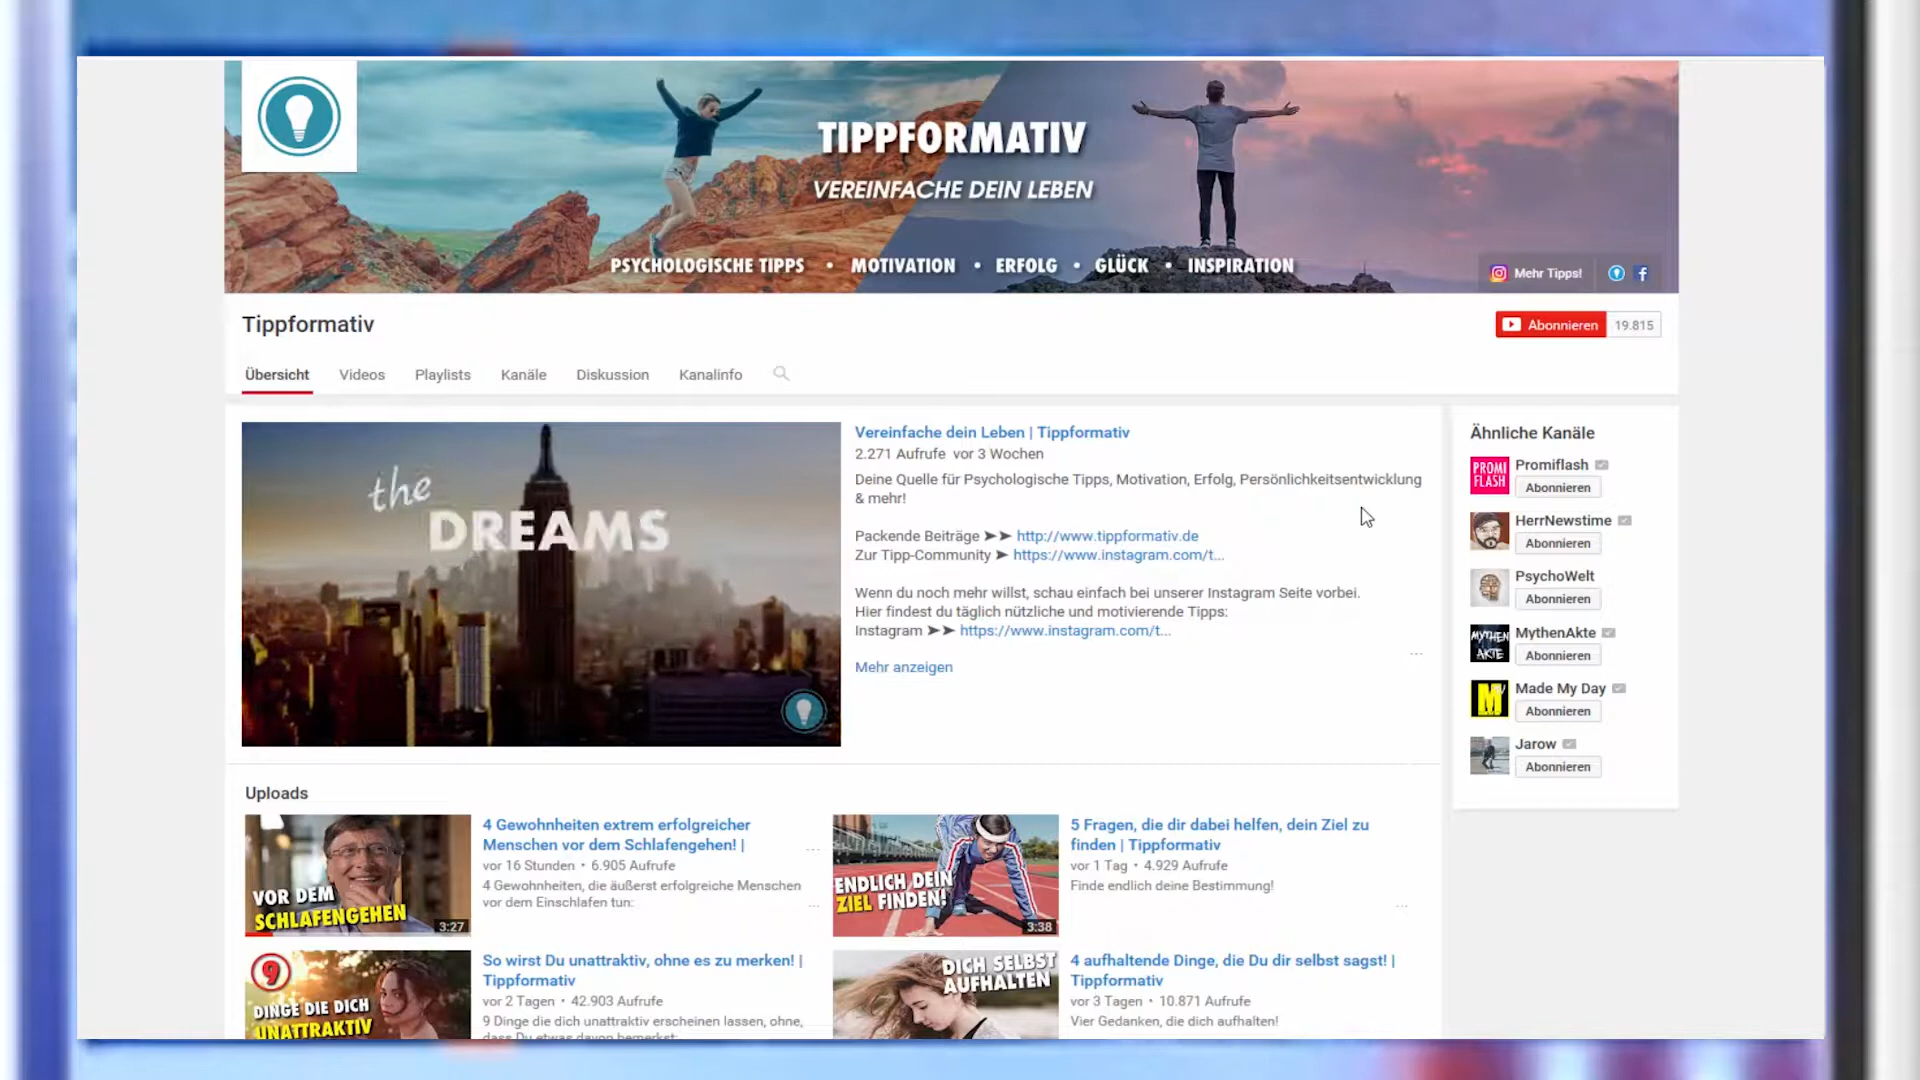 TIPPFORMATIV
VEREINFACHE DEIN LEBEN
PSYCHOLOGISCHE TIPPS • MOTIVATION • ERFOLG • GLÜCK • INSPIRATION
Mehr Tipps!
Tippformativ
Abonnieren 19.815
Übersicht Videos Playlists Kanäle Diskussion Kanalinfo
the
DREAMS
Vereinfache dein Leben | Tippformativ
2.271 Aufrufe vor 3 Wochen
Deine Quelle für Psychologische Tipps, Motivation, Erfolg, Persönlichkeitsentwicklung
& mehr!
Packende Beiträge ➤➤ http://www.tippformativ.de
Zur Tipp-Community ➤ https://www.instagram.com/t...
Wenn du noch mehr willst, schau einfach bei unserer Instagram Seite vorbei.
Hier findest du täglich nützliche und motivierende Tipps:
Instagram ➤➤ https://www.instagram.com/t...
Mehr anzeigen
Ähnliche Kanäle
PROMI
FLASH
Promiflash
Abonnieren
HerrNewstime
Abonnieren
PsychoWelt
Abonnieren
MYTHEN
AKTE
MythenAkte
Abonnieren
Made My Day
Abonnieren
Jarow
Abonnieren
Uploads
VOR DEM
SCHLAFENGEHEN
3:27
4 Gewohnheiten extrem erfolgreicher
Menschen vor dem Schlafengehen! |
vor 16 Stunden • 6.905 Aufrufe
4 Gewohnheiten, die äußerst erfolgreiche Menschen
vor dem Einschlafen tun:
ENDLICH DEIN
ZIEL FINDEN!
3:38
5 Fragen, die dir dabei helfen, dein Ziel zu
finden | Tippformativ
vor 1 Tag • 4.929 Aufrufe
Finde endlich deine Bestimmung!
9
DINGE DIE DICH
UNATTRAKTIV
So wirst Du unattraktiv, ohne es zu merken! |
Tippformativ
vor 2 Tagen • 42.903 Aufrufe
9 Dinge die dich unattraktiv erscheinen lassen, ohne,
dass Du etwas davon bemerkst:
DICH SELBST
AUFHALTEN
4 aufhaltende Dinge, die Du dir selbst sagst! |
Tippformativ
vor 3 Tagen • 10.871 Aufrufe
Vier Gedanken, die dich aufhalten!